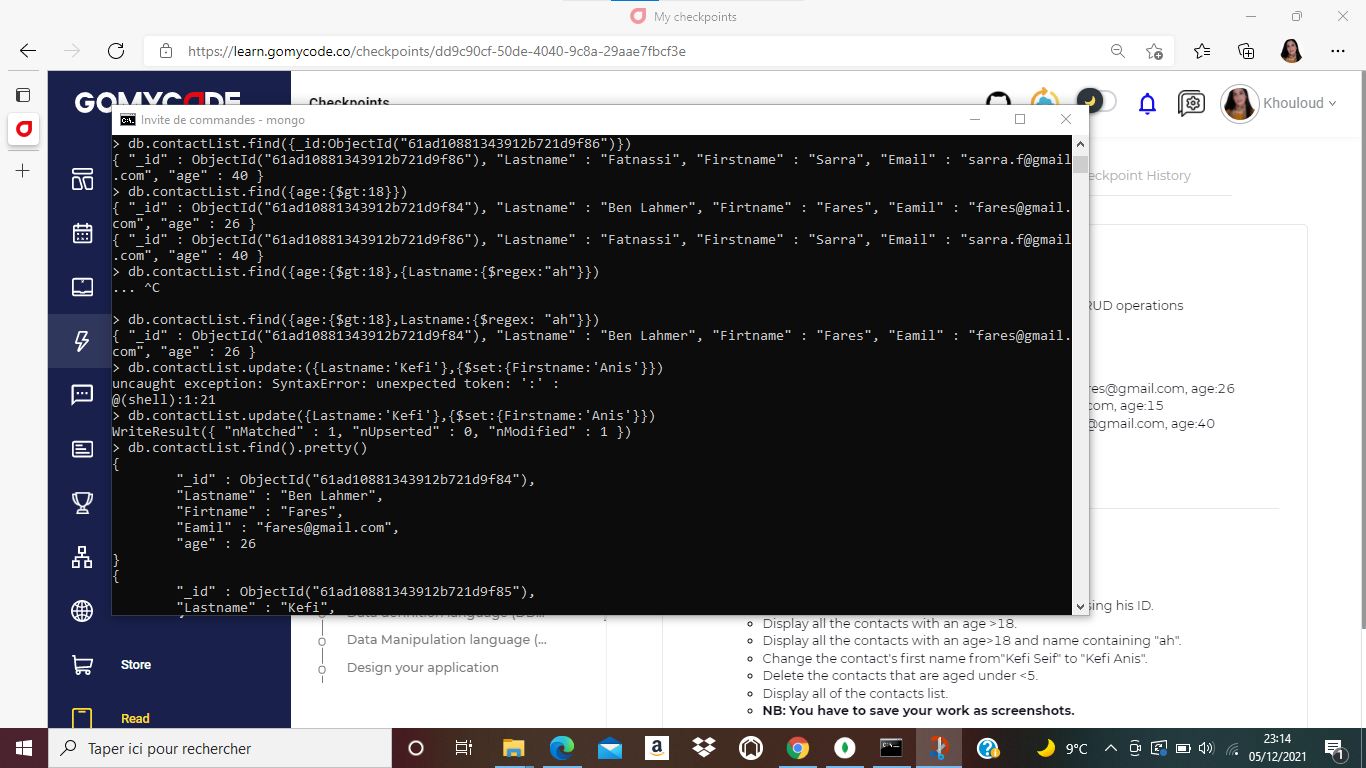 My checkpoints
https://learn.gomycode.co/checkpoints/dd9c90cf-50de-4040-9c8a-29aae7fbcf3e
GOMYCODE
Checkpoints
Khouloud
Invite de commandes - mongo
> db.contactList.find({_id:ObjectId("61ad10881343912b721d9f86")})
{ "_id" : ObjectId("61ad10881343912b721d9f86"), "Lastname" : "Fatnassi", "Firstname" : "Sarra", "Email" : "sarra.f@gmail
.com", "age" : 40 }
> db.contactList.find({age:{$gt:18}})
{ "_id" : ObjectId("61ad10881343912b721d9f84"), "Lastname" : "Ben Lahmer", "Firtname" : "Fares", "Eamil" : "fares@gmail.
com", "age" : 26 }
{ "_id" : ObjectId("61ad10881343912b721d9f86"), "Lastname" : "Fatnassi", "Firstname" : "Sarra", "Email" : "sarra.f@gmail
.com", "age" : 40 }
> db.contactList.find({age:{$gt:18},{Lastname:{$regex:"ah"}})
... ^C
> db.contactList.find({age:{$gt:18},Lastname:{$regex: "ah"}})
{ "_id" : ObjectId("61ad10881343912b721d9f84"), "Lastname" : "Ben Lahmer", "Firtname" : "Fares", "Eamil" : "fares@gmail.
com", "age" : 26 }
> db.contactList.update:({Lastname:'Kefi'},{$set:{Firstname:'Anis'}})
uncaught exception: SyntaxError: unexpected token: ':' :
@(shell):1:21
> db.contactList.update({Lastname:'Kefi'},{$set:{Firstname:'Anis'}})
WriteResult({ "nMatched" : 1, "nUpserted" : 0, "nModified" : 1 })
> db.contactList.find().pretty()
{
"_id" : ObjectId("61ad10881343912b721d9f84"),
"Lastname" : "Ben Lahmer",
"Firtname" : "Fares",
"Eamil" : "fares@gmail.com",
"age" : 26
}
{
"_id" : ObjectId("61ad10881343912b721d9f85"),
"Lastname" : "Kefi",
eckpoint History
RUD operations
res@gmail.com, age:26
com, age:15
@gmail.com, age:40
sing his ID.
Display all the contacts with an age >18.
Display all the contacts with an age>18 and name containing "ah".
Change the contact's first name from"Kefi Seif" to "Kefi Anis".
Delete the contacts that are aged under <5.
Display all of the contacts list.
NB: You have to save your work as screenshots.
Data Manipulation language (...
Design your application
Store
Read
Taper ici pour rechercher
9°C
23:14
05/12/2021
1